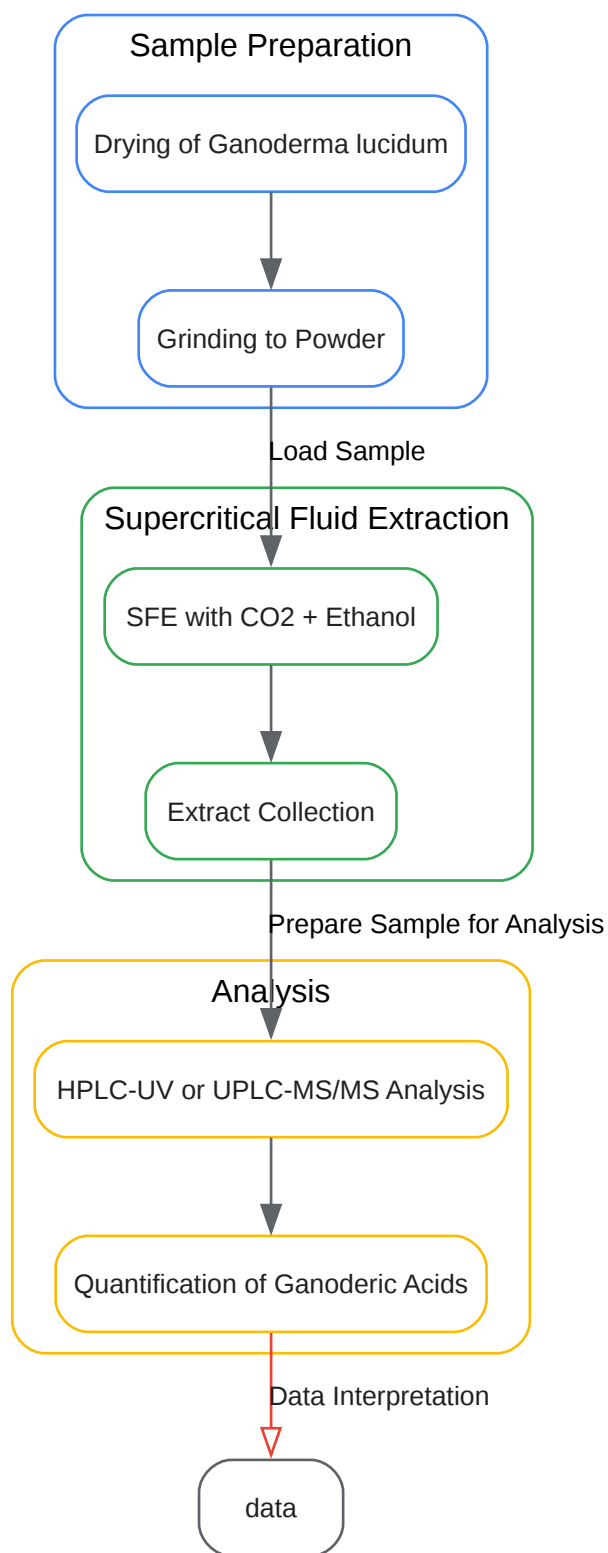 Sample Preparation
Drying of Ganoderma lucidum
Grinding to Powder
Load Sample
Supercritical Fluid Extraction
SFE with CO2 + Ethanol
Extract Collection
Prepare Sample for Analysis
Analysis
HPLC-UV or UPLC-MS/MS Analysis
Quantification of Ganoderic Acids
Data Interpretation
data